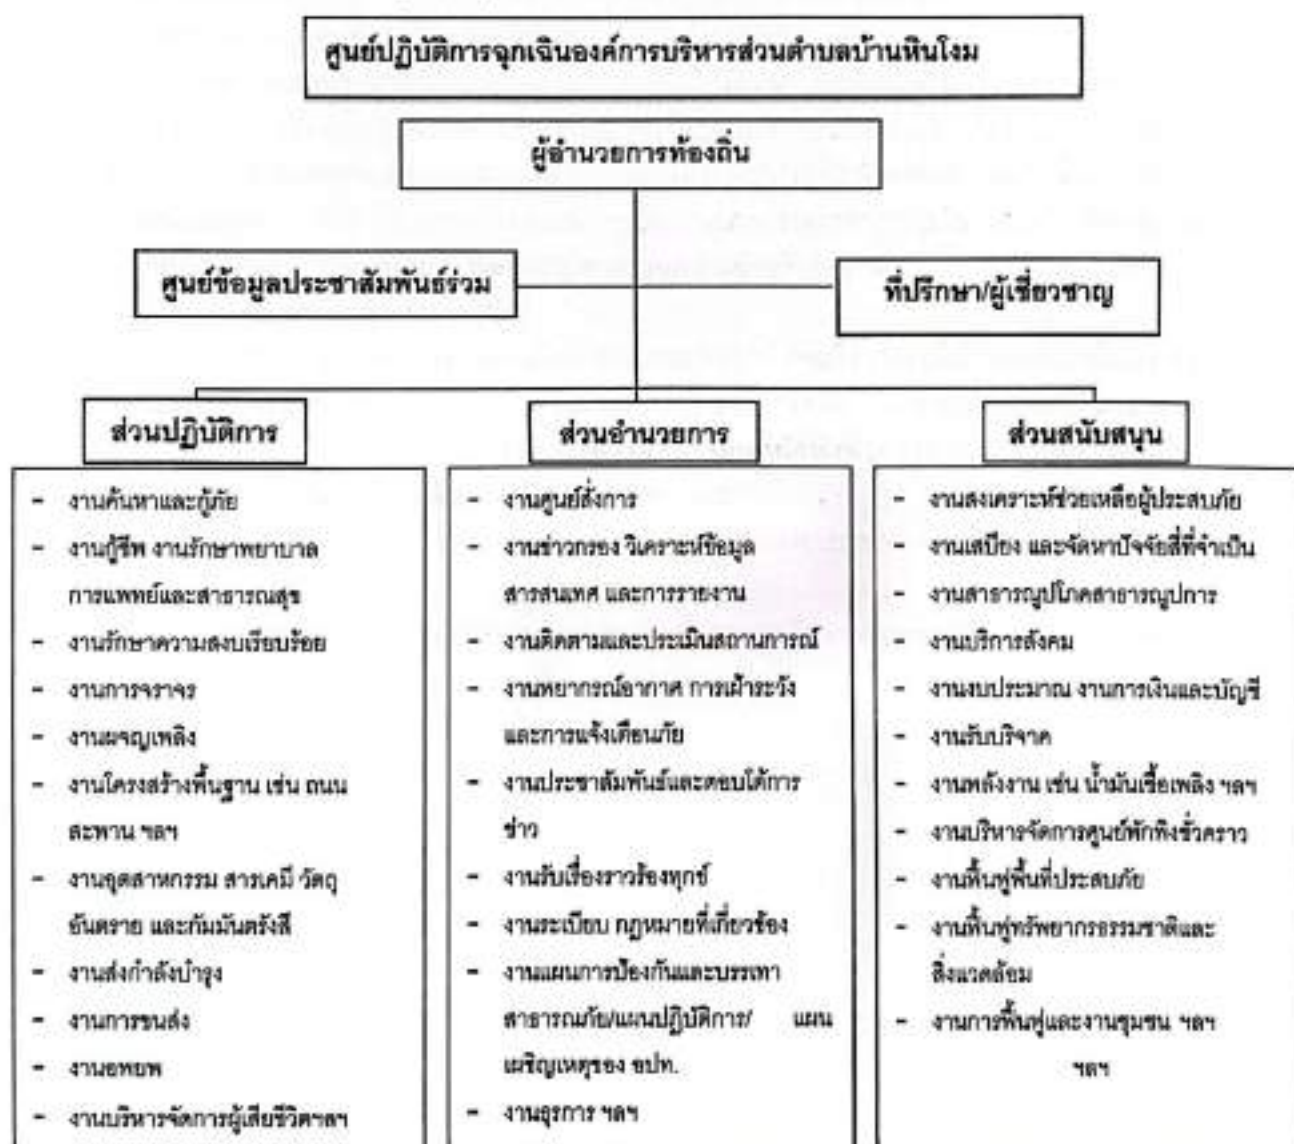 ศูนย์ปฏิบัติการฉุกเฉินองค์การบริหารส่วนตำบลบ้านหินโงม
ผู้อำนวยการท้องถิ่น
ศูนย์ข้อมูลประชาสัมพันธ์ร่วม
ที่ปรึกษา/ผู้เชี่ยวชาญ
ส่วนปฏิบัติการ
- งานค้นหาและกู้ภัย
- งานกู้ชีพ งานรักษาพยาบาล
การแพทย์และสาธารณสุข
- งานรักษาความสงบเรียบร้อย
- งานการจราจร
- งานผจญเพลิง
- งานโครงสร้างพื้นฐาน เช่น ถนน
สะพาน ฯลฯ
- งานอุตสาหกรรม สารเคมี วัตถุ
อันตราย และกัมมันตรังสี
- งานส่งกำลังบำรุง
- งานการขนส่ง
- งานอพยพ
- งานบริหารจัดการผู้เสียชีวิตฯลฯ
ส่วนอำนวยการ
- งานศูนย์สั่งการ
- งานข่าวกรอง วิเคราะห์ข้อมูล
สารสนเทศ และการรายงาน
- งานติดตามและประเมินสถานการณ์
- งานพยากรณ์อากาศ การเฝ้าระวัง
และการแจ้งเตือนภัย
- งานประชาสัมพันธ์และตอบโต้การ
ข่าว
- งานรับเรื่องราวร้องทุกข์
- งานระเบียบ กฎหมายที่เกี่ยวข้อง
- งานแผนการป้องกันและบรรเทา
สาธารณภัย/แผนปฏิบัติการ/ แผน
เผชิญเหตุของ อปท.
- งานธุรการ ฯลฯ
ส่วนสนับสนุน
- งานสงเคราะห์ช่วยเหลือผู้ประสบภัย
- งานเสบียง และจัดหาปัจจัยสี่ที่จำเป็น
- งานสาธารณูปโภคสาธารณูปการ
- งานบริการสังคม
- งานงบประมาณ งานการเงินและบัญชี
- งานรับบริจาค
- งานพลังงาน เช่น น้ำมันเชื้อเพลิง ฯลฯ
- งานบริหารจัดการศูนย์พักพิงชั่วคราว
- งานฟื้นฟูพื้นที่ประสบภัย
- งานฟื้นฟูทรัพยากรธรรมชาติและ
สิ่งแวดล้อม
- งานการฟื้นฟูและงานชุมชน ฯลฯ
ฯลฯ